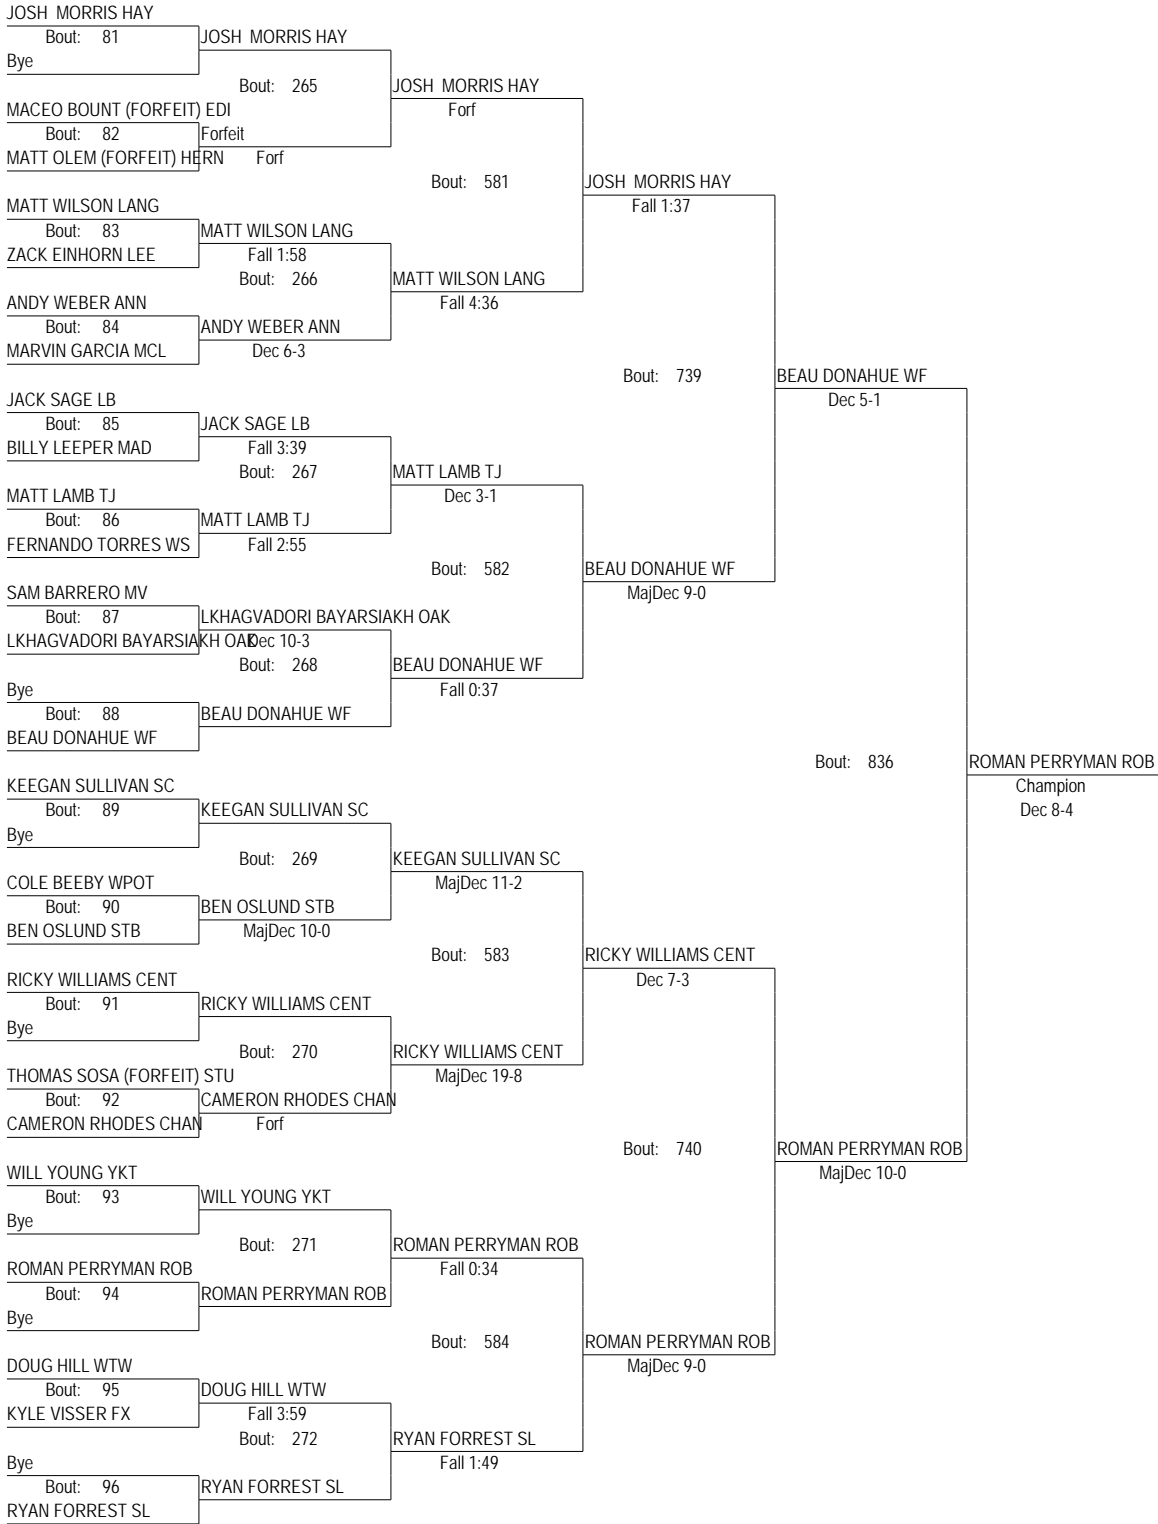 JOSH MORRIS HAY
Bout: 81 JOSH MORRIS HAY
Bye
Bout: 265 JOSH MORRIS HAY
MACEO BOUNT (FORFEIT) EDI Forf
Bout: 82 Forfeit
MATT OLEM (FORFEIT) HERN Forf
Bout: 581 JOSH MORRIS HAY
MATT WILSON LANG Fall 1:37
Bout: 83 MATT WILSON LANG
ZACK EINHORN LEE Fall 1:58
Bout: 266 MATT WILSON LANG
ANDY WEBER ANN Fall 4:36
Bout: 84 ANDY WEBER ANN
MARVIN GARCIA MCL Dec 6-3
Bout: 739 BEAU DONAHUE WF
JACK SAGE LB Dec 5-1
Bout: 85 JACK SAGE LB
BILLY LEEPER MAD Fall 3:39
Bout: 267 MATT LAMB TJ
MATT LAMB TJ Dec 3-1
Bout: 86 MATT LAMB TJ
FERNANDO TORRES WS Fall 2:55
Bout: 582 BEAU DONAHUE WF
SAM BARRERO MV MajDec 9-0
Bout: 87 LKHAGVADORI BAYARSIAKH OAK
LKHAGVADORI BAYARSIAKH OAK Dec 10-3
Bout: 268 BEAU DONAHUE WF
Bye Fall 0:37
Bout: 88 BEAU DONAHUE WF
BEAU DONAHUE WF
Bout: 836 ROMAN PERRYMAN ROB
KEEGAN SULLIVAN SC Champion
Bout: 89 KEEGAN SULLIVAN SC Dec 8-4
Bye
Bout: 269 KEEGAN SULLIVAN SC
COLE BEEBY WPOT MajDec 11-2
Bout: 90 BEN OSLUND STB
BEN OSLUND STB MajDec 10-0
Bout: 583 RICKY WILLIAMS CENT
RICKY WILLIAMS CENT Dec 7-3
Bout: 91 RICKY WILLIAMS CENT
Bye
Bout: 270 RICKY WILLIAMS CENT
THOMAS SOSA (FORFEIT) STU MajDec 19-8
Bout: 92 CAMERON RHODES CHAN
CAMERON RHODES CHAN Forf
Bout: 740 ROMAN PERRYMAN ROB
WILL YOUNG YKT MajDec 10-0
Bout: 93 WILL YOUNG YKT
Bye
Bout: 271 ROMAN PERRYMAN ROB
ROMAN PERRYMAN ROB Fall 0:34
Bout: 94 ROMAN PERRYMAN ROB
Bye
Bout: 584 ROMAN PERRYMAN ROB
DOUG HILL WTW MajDec 9-0
Bout: 95 DOUG HILL WTW
KYLE VISSER FX Fall 3:59
Bout: 272 RYAN FORREST SL
Bye Fall 1:49
Bout: 96 RYAN FORREST SL
RYAN FORREST SL